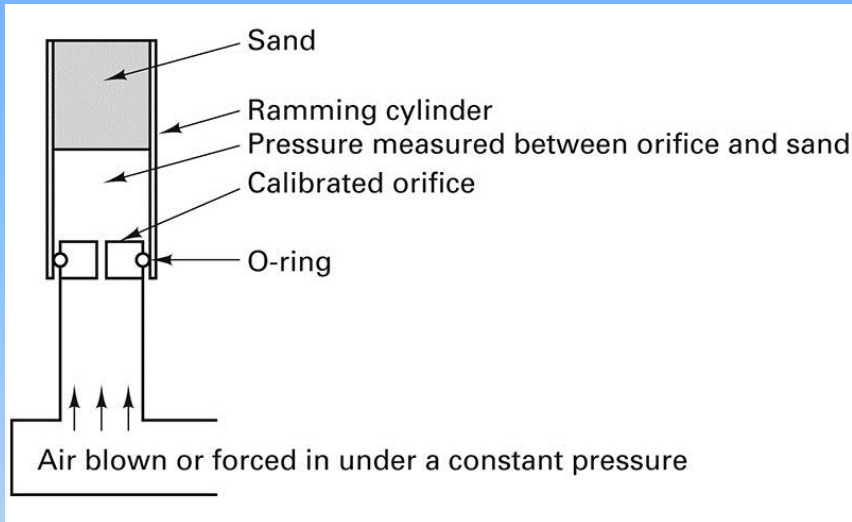 Sand
Ramming cylinder
Pressure measured between orifice and sand
Calibrated orifice
O-ring
Air blown or forced in under a constant pressure